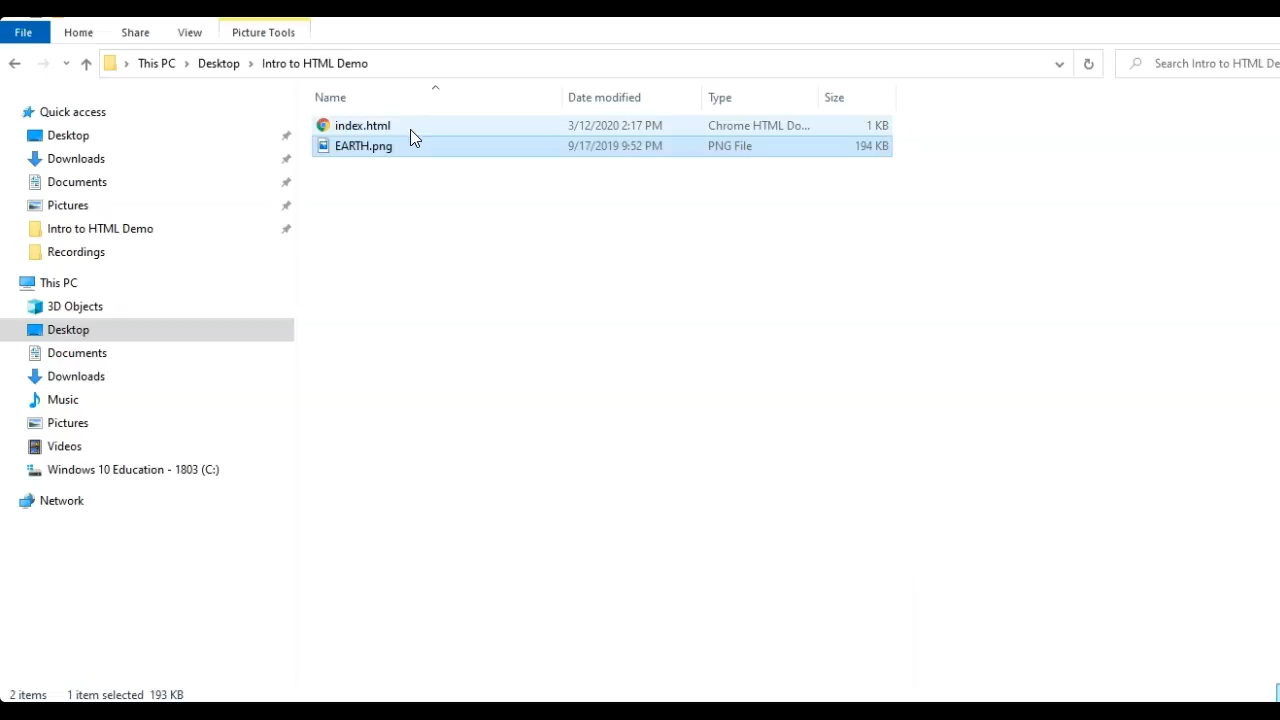 File Home Share View Picture Tools
This PC Desktop Intro to HTML Demo Search Intro to HTML De
Name Date modified Type Size
index.html 3/12/2020 2:17 PM Chrome HTML Do... 1 KB
EARTH.png 9/17/2019 9:52 PM PNG File 194 KB
Quick access
Desktop
Downloads
Documents
Pictures
Intro to HTML Demo
Recordings
This PC
3D Objects
Desktop
Documents
Downloads
Music
Pictures
Videos
Windows 10 Education - 1803 (C:)
Network
2 items 1 item selected 193 KB